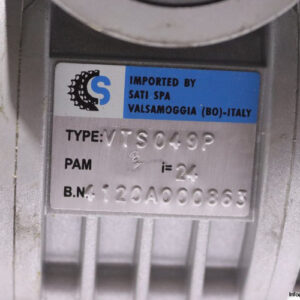 S
IMPORTED BY
SATI SPA
VALSAMOGGIA (BO)-ITALY
TYPE: VTS049P
PAM i= 24
B.N. 4120A000863